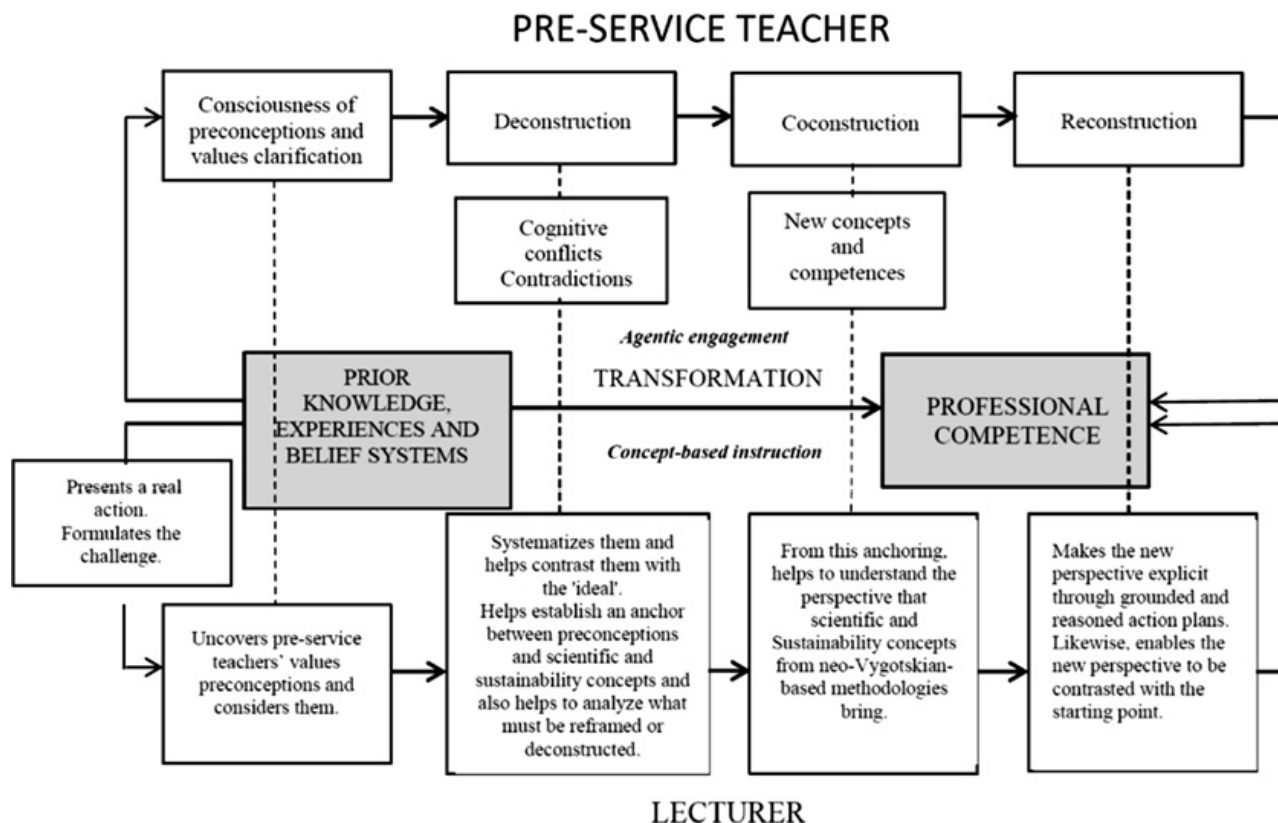 PRE-SERVICE TEACHER
Consciousness of
preconceptions and
values clarification
Deconstruction
Coconstruction
Reconstruction
Cognitive
conflicts
Contradictions
New concepts
and
competences
Agentic engagement
TRANSFORMATION
Concept-based instruction
PRIOR
KNOWLEDGE,
EXPERIENCES AND
BELIEF SYSTEMS
PROFESSIONAL
COMPETENCE
Presents a real
action.
Formulates the
challenge.
Uncovers pre-service
teachers' values
preconceptions and
considers them.
Systematizes them and
helps contrast them with
the 'ideal'.
Helps establish an anchor
between preconceptions
and scientific and
sustainability concepts and
also helps to analyze what
must be reframed or
deconstructed.
From this anchoring,
helps to understand the
perspective that
scientific and
Sustainability concepts
from neo-Vygotskian-
based methodologies
bring.
Makes the new
perspective explicit
through grounded and
reasoned action plans.
Likewise, enables the
new perspective to be
contrasted with the
starting point.
LECTURER